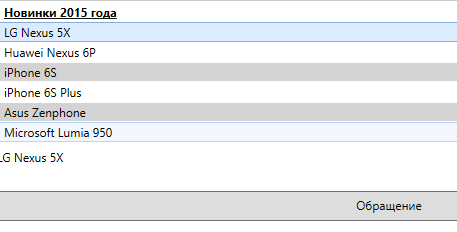 Новинки 2015 года
LG Nexus 5X
Huawei Nexus 6P
iPhone 6S
iPhone 6S Plus
Asus Zenphone
Microsoft Lumia 950
LG Nexus 5X
Обращение